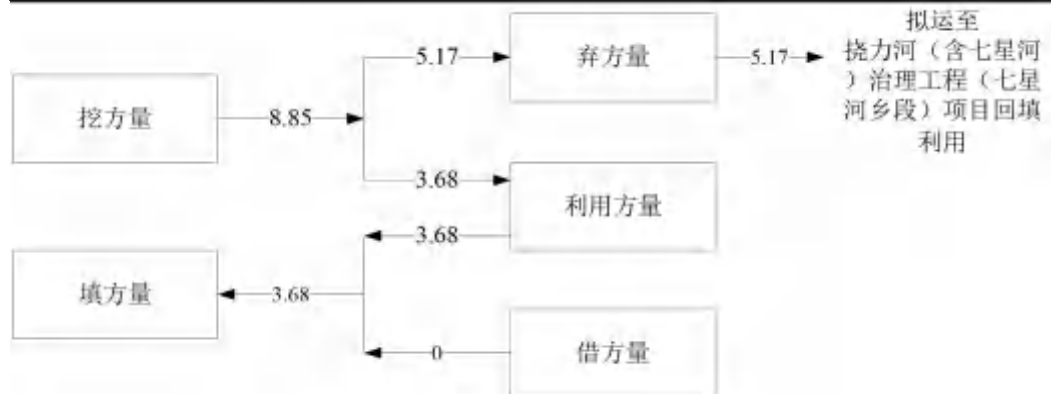 拟运至
挠力河（含七星河
）治理工程（七星
河乡段）项目回填
利用
5.17
弃方量
5.17
挖方量
8.85
3.68
利用方量
3.68
填方量
3.68
0
借方量